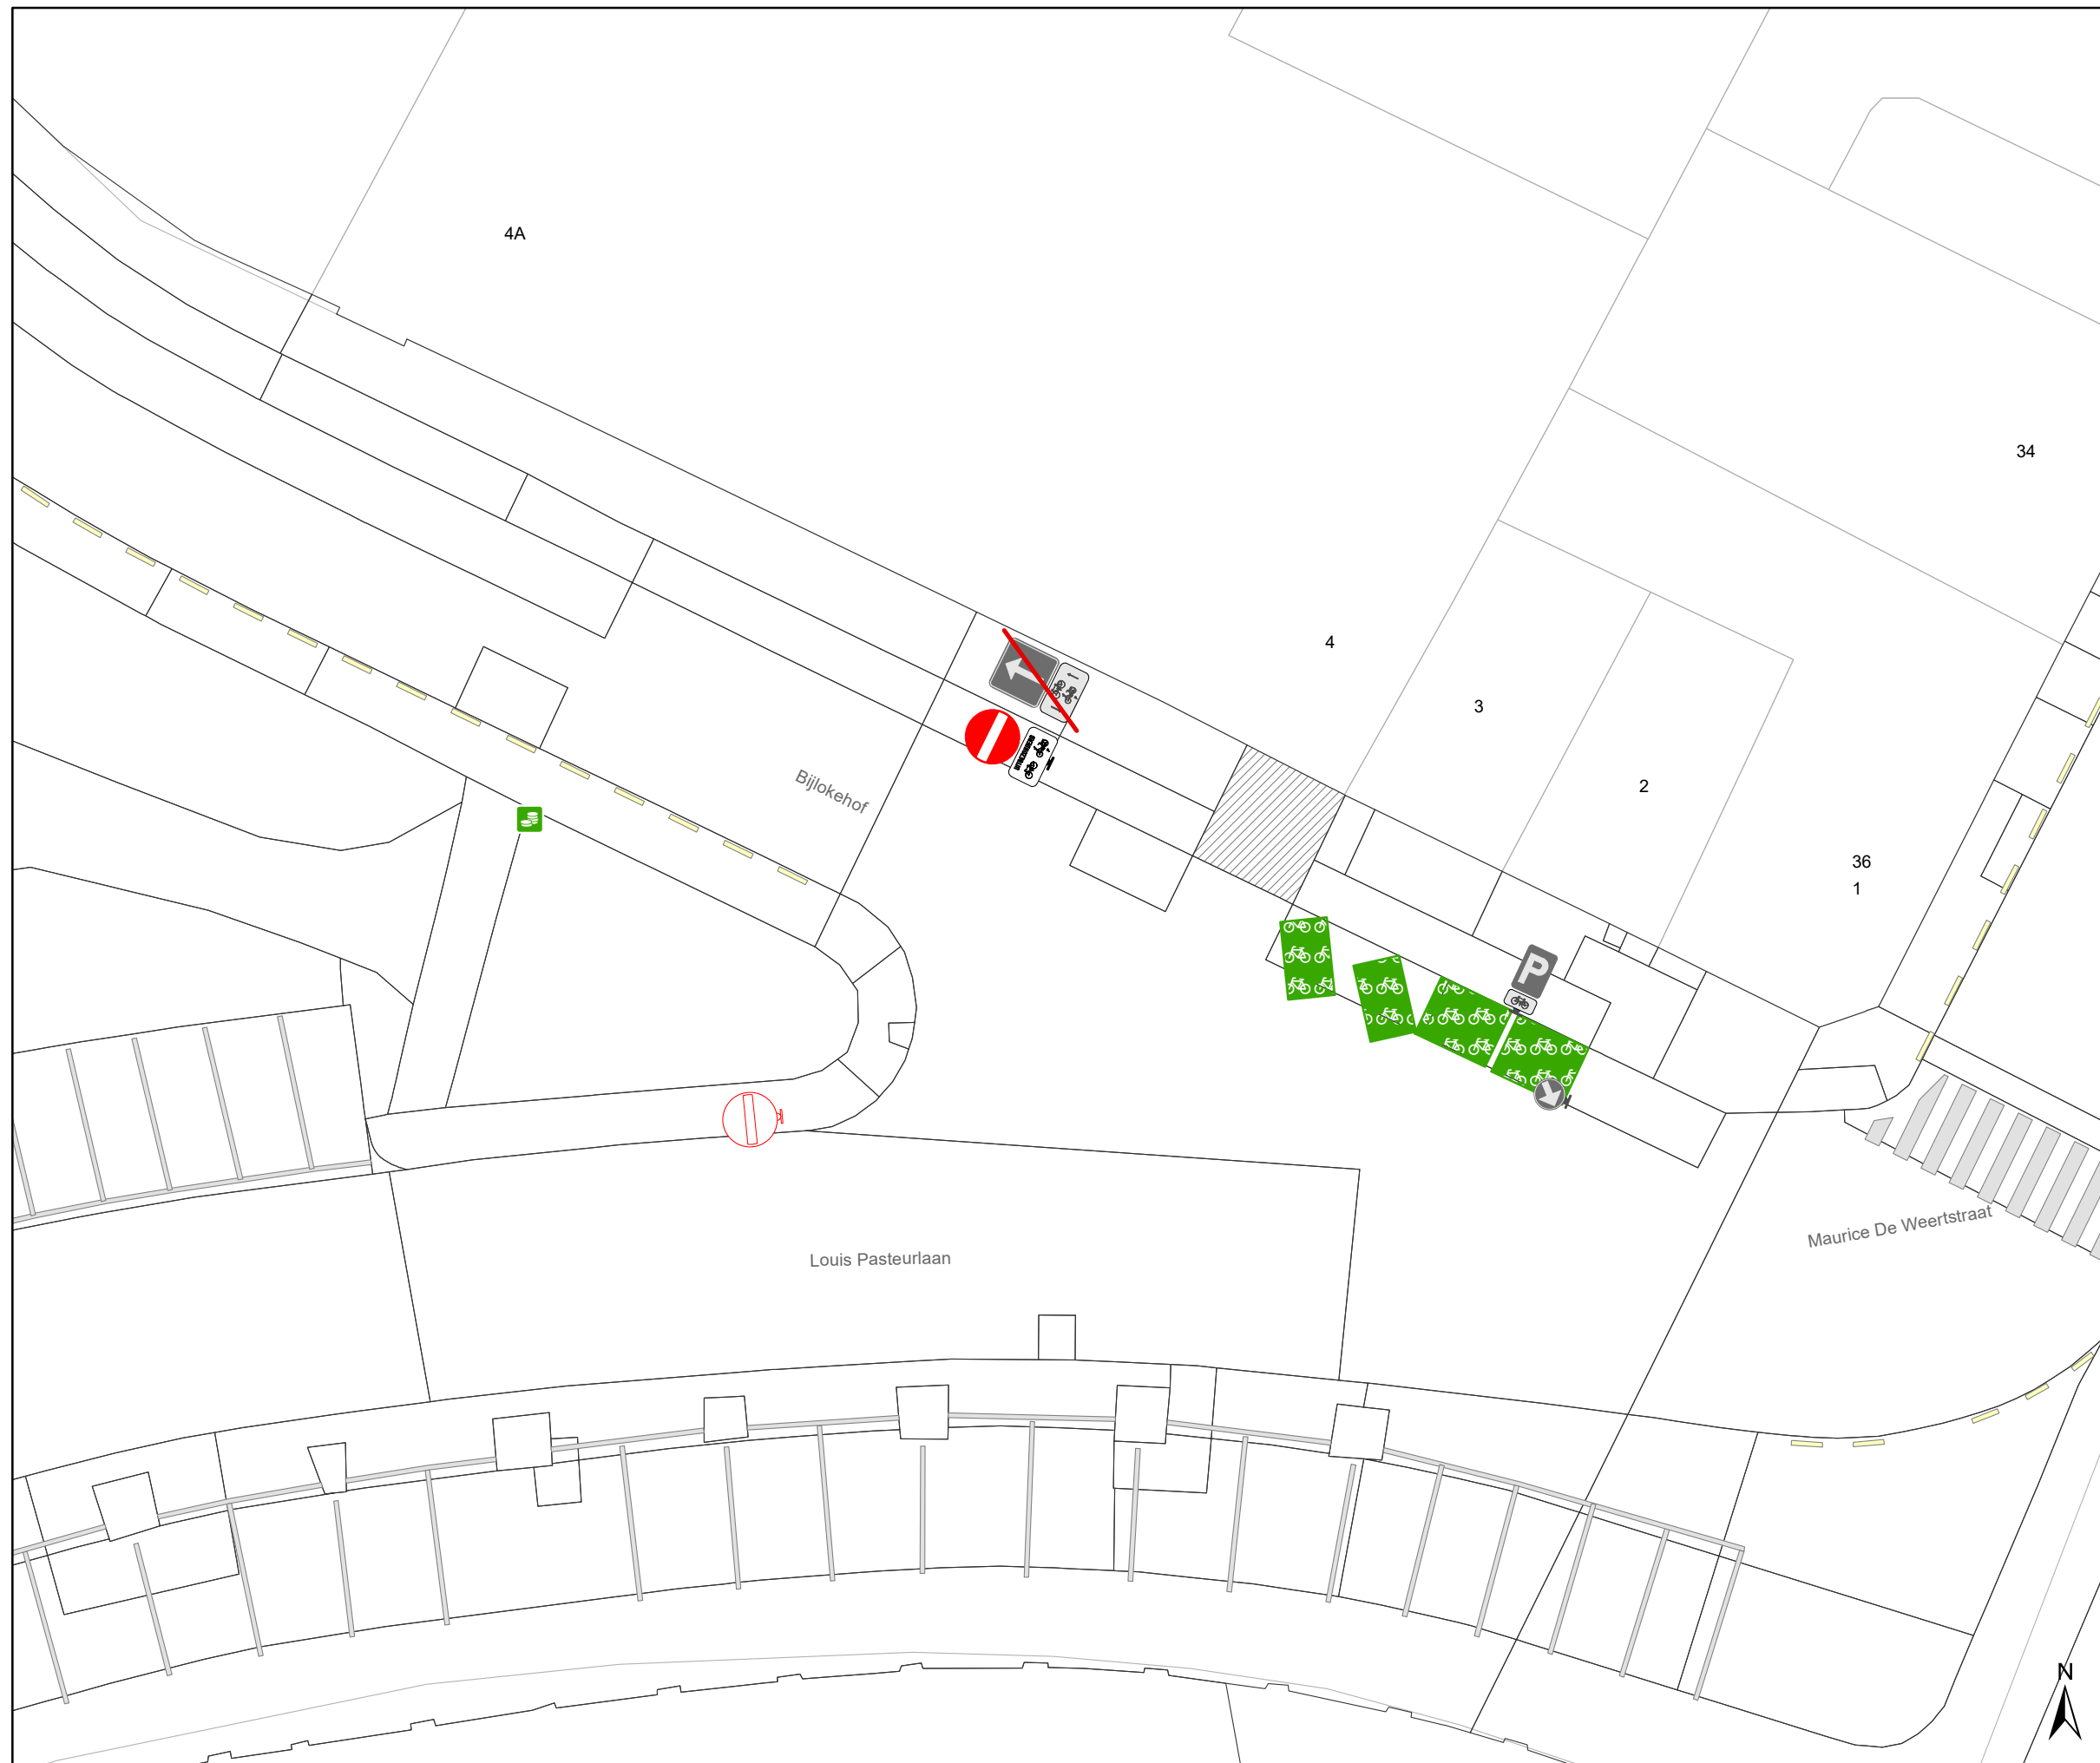 4A
34
4
3
2
Bijlokehof
36
1
P
Maurice De Weertstraat
Louis Pasteurlaan
N